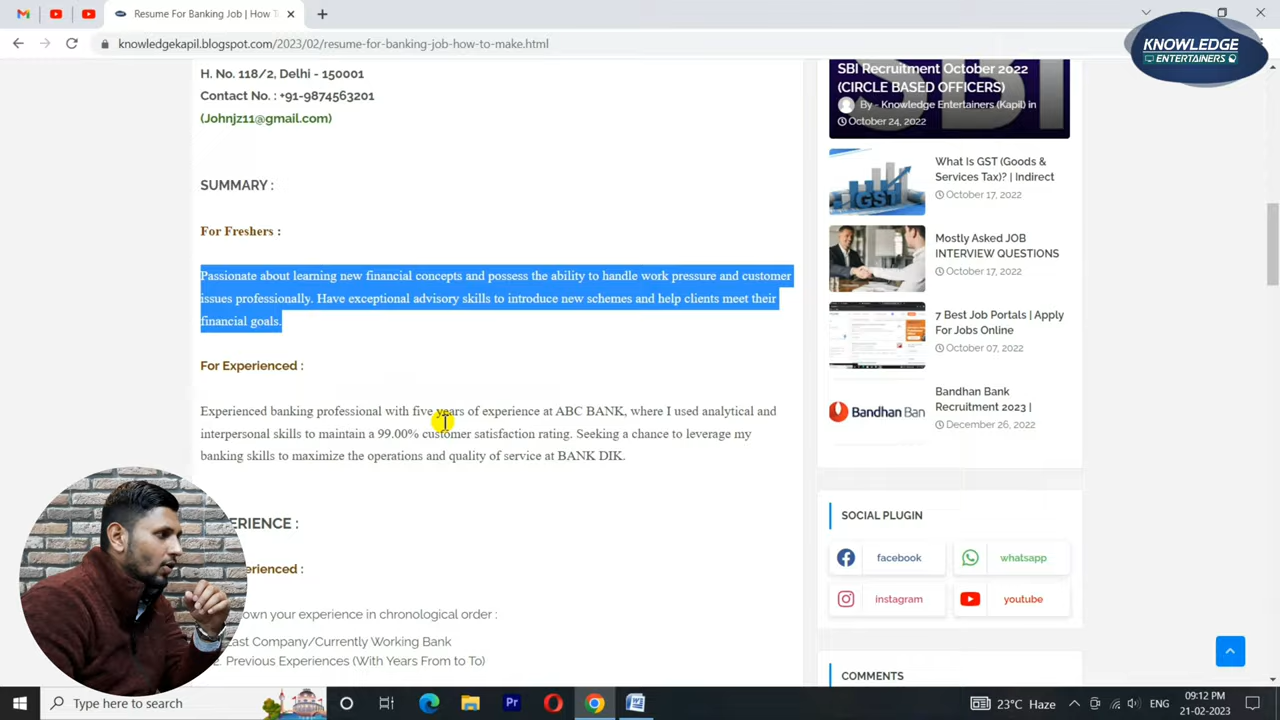 Resume For Banking Job | How T
knowledgekapil.blogspot.com/2023/02/resume-for-banking-job-how-to-make.html
KNOWLEDGE
ENTERTAINERS
H. No. 118/2, Delhi - 150001
Contact No. : +91-9874563201
(Johnjz11@gmail.com)
SUMMARY :
For Freshers :
Passionate about learning new financial concepts and possess the ability to handle work pressure and customer
issues professionally. Have exceptional advisory skills to introduce new schemes and help clients meet their
financial goals.
For Experienced :
Experienced banking professional with five years of experience at ABC BANK, where I used analytical and
interpersonal skills to maintain a 99.00% customer satisfaction rating. Seeking a chance to leverage my
banking skills to maximize the operations and quality of service at BANK DIK.
ERIENCE :
erienced :
own your experience in chronological order :
Last Company/Currently Working Bank
2. Previous Experiences (With Years From to To)
SBI Recruitment October 2022
(CIRCLE BASED OFFICERS)
By - Knowledge Entertainers (Kapil) in
October 24, 2022
GST
What Is GST (Goods &
Services Tax)? | Indirect
October 17, 2022
Mostly Asked JOB
INTERVIEW QUESTIONS
October 17, 2022
7 Best Job Portals | Apply
For Jobs Online
October 07, 2022
Bandhan Ban
Bandhan Bank
Recruitment 2023 |
December 26, 2022
SOCIAL PLUGIN
facebook
whatsapp
instagram
youtube
COMMENTS
Type here to search
Pr
23°C Haze
ENG
09:12 PM
21-02-2023